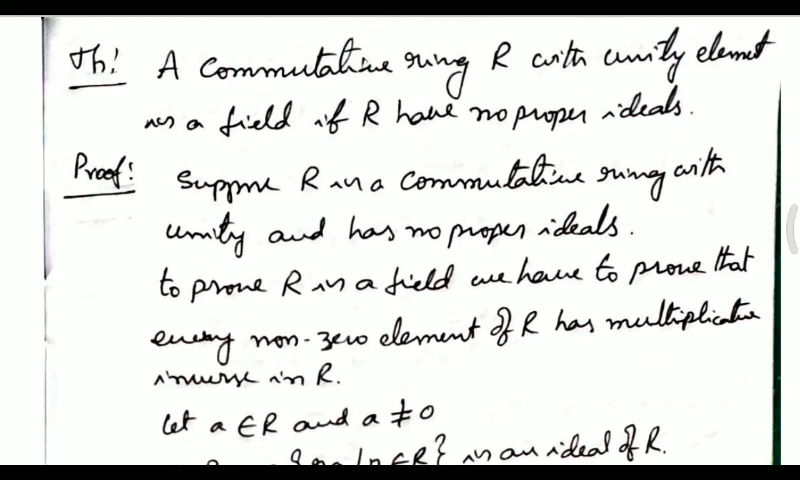 Th: A commutative ring R with unity element
is a field if R have no proper ideals.
Proof: Suppose R is a commutative ring with
unity and has no proper ideals.
to prove R is a field we have to prove that
every non-zero element of R has multiplicative
inverse in R.
let a ∈ R and a ≠ 0
is an ideal of R.